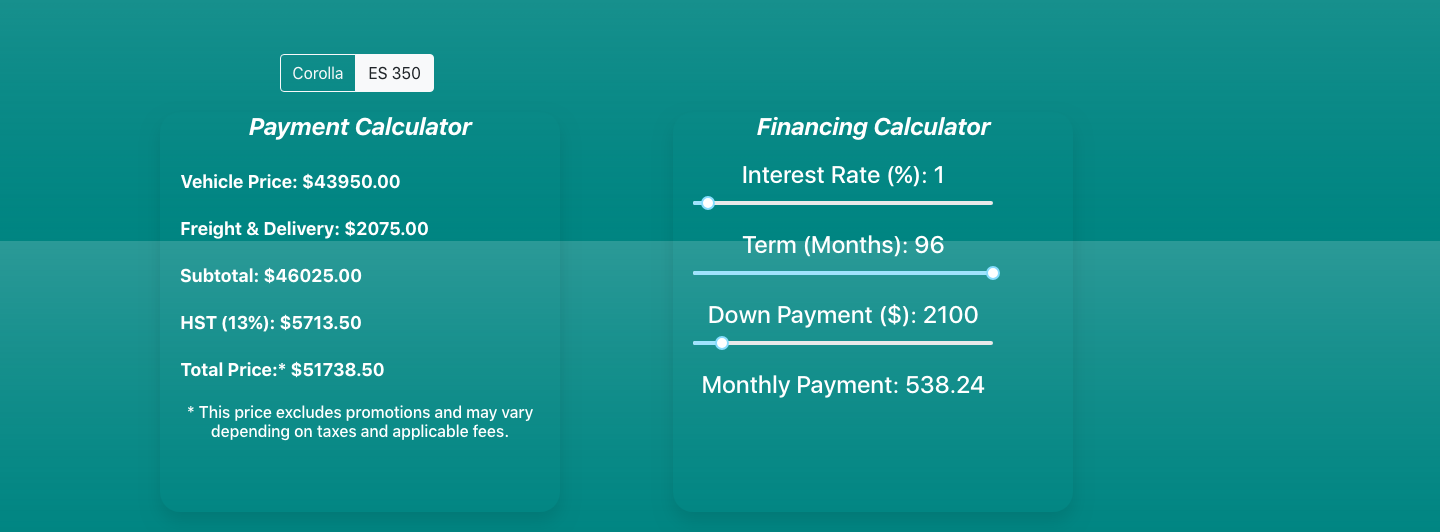 Corolla
ES 350
Payment Calculator
Vehicle Price: $43950.00
Freight & Delivery: $2075.00
Subtotal: $46025.00
HST (13%): $5713.50
Total Price:* $51738.50
* This price excludes promotions and may vary
depending on taxes and applicable fees.
Financing Calculator
Interest Rate (%): 1
Term (Months): 96
Down Payment ($): 2100
Monthly Payment: 538.24